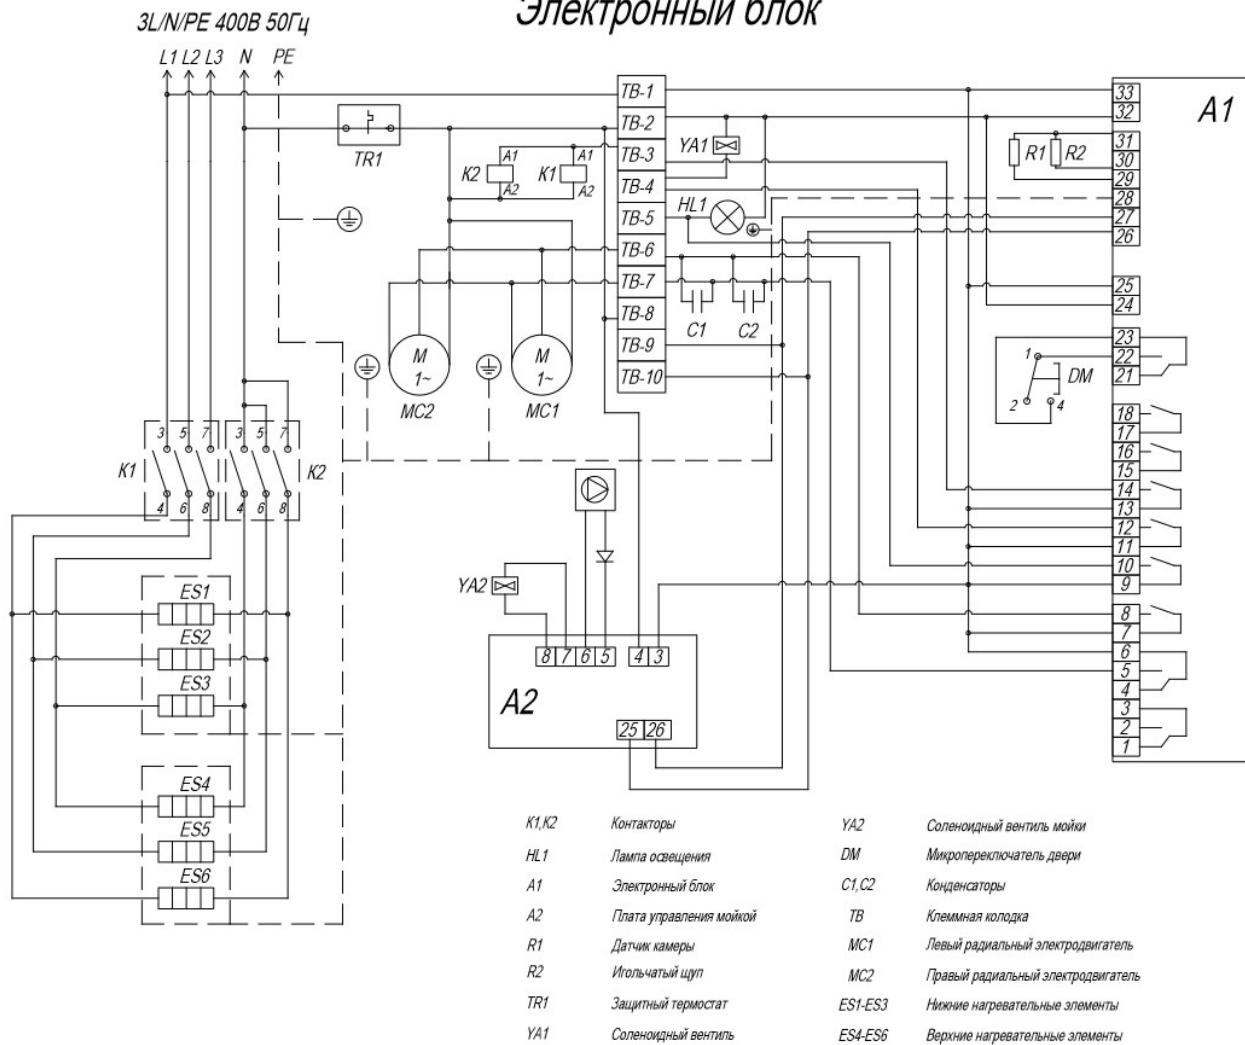 Электронный блок
3L/N/PE 400В 50Гц
L1 L2 L3 N PE
TR1
K2 A1 A2
K1 A1 A2
TB-1
TB-2
TB-3
TB-4
TB-5
TB-6
TB-7
TB-8
TB-9
TB-10
YA1
HL1
C1 C2
M 1~
MC2
M 1~
MC1
R1 R2
A1
33
32
31
30
29
28
27
26
25
24
23
22
21
18
17
16
15
14
13
12
11
10
9
8
7
6
5
4
3
2
1
1 2 4 DM
K1 3 5 7 3 5 7 K2
4 6 8 4 6 8
ES1
ES2
ES3
ES4
ES5
ES6
YA2
8 7 6 5 4 3
A2
25 26
K1,K2 Контакторы
HL1 Лампа освещения
A1 Электронный блок
A2 Плата управления мойкой
R1 Датчик камеры
R2 Игольчатый щуп
TR1 Защитный термостат
YA1 Соленоидный вентиль
YA2 Соленоидный вентиль мойки
DM Микропереключатель двери
C1,C2 Конденсаторы
TB Клеммная колодка
MC1 Левый радиальный электродвигатель
MC2 Правый радиальный электродвигатель
ES1-ES3 Нижние нагревательные элементы
ES4-ES6 Верхние нагревательные элементы